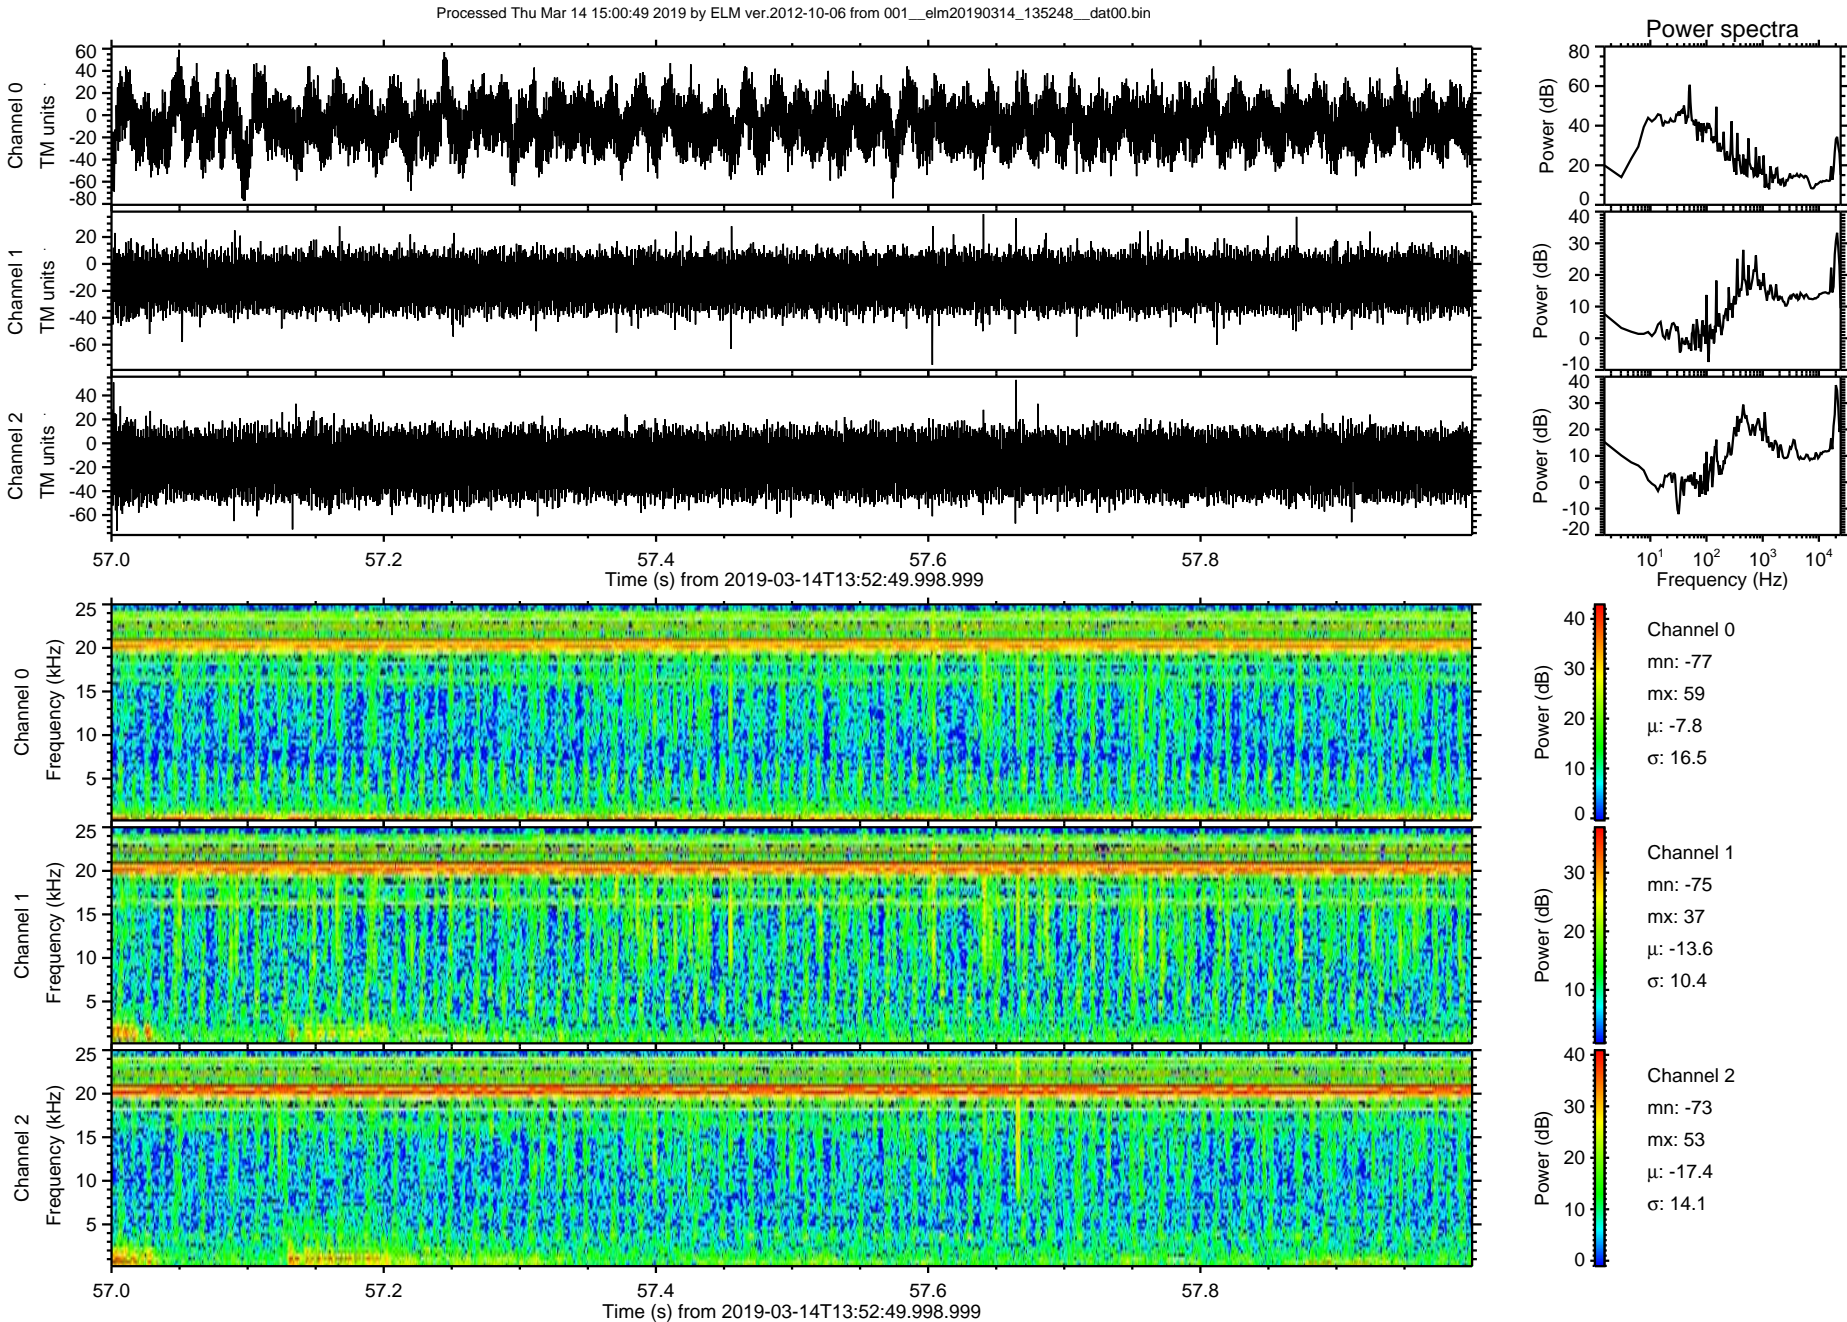 Processed Thu Mar 14 15:00:49 2019 by ELM ver.2012-10-06 from 001__elm20190314_135248__dat00.bin
Power spectra
Channel 0
TM units
60
40
20
0
-20
-40
-60
-80
Power (dB)
80
60
40
20
0
Channel 1
TM units
20
0
-20
-40
-60
Power (dB)
40
30
20
10
0
-10
Channel 2
TM units
40
20
0
-20
-40
-60
Power (dB)
40
30
20
10
0
-10
-20
57.0 57.2 57.4 57.6 57.8
Time (s) from 2019-03-14T13:52:49.998.999
10¹ 10² 10³ 10⁴
Frequency (Hz)
Channel 0
Frequency (kHz)
25
20
15
10
5
Power (dB)
40
30
20
10
0
Channel 0
mn: -77
mx: 59
μ: -7.8
σ: 16.5
Channel 1
Frequency (kHz)
25
20
15
10
5
Power (dB)
30
20
10
Channel 1
mn: -75
mx: 37
μ: -13.6
σ: 10.4
Channel 2
Frequency (kHz)
25
20
15
10
5
Power (dB)
40
30
20
10
0
Channel 2
mn: -73
mx: 53
μ: -17.4
σ: 14.1
57.0 57.2 57.4 57.6 57.8
Time (s) from 2019-03-14T13:52:49.998.999